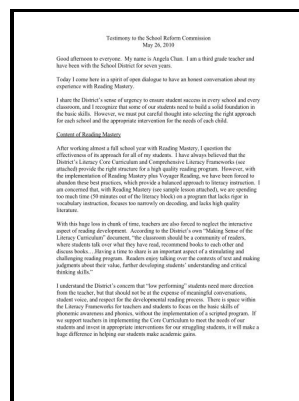 Testimony to the School Reform Commission
May 26, 2010
Good afternoon to everyone. My name is Angela Chan. I am a third grade teacher and
have been with the School District for seven years.
Today I come here in a spirit of open dialogue to have an honest conversation about my
experience with Reading Mastery.
I share the District's sense of urgency to ensure student success in every school and every
classroom, and I recognize that some of our students need to build a solid foundation in
the basic skills. However, we must put careful thought into selecting the right approach
for each school and the appropriate intervention for the needs of each child.
Content of Reading Mastery
After working almost a full school year with Reading Mastery, I question the
effectiveness of its approach for all of my students. I have always believed that the
District's Literacy Core Curriculum and Comprehensive Literacy Frameworks (see
attached) provide the right structure for a high quality reading program. However, with
the implementation of Reading Mastery plus Voyager Reading, we have been forced to
abandon these best practices, which provide a balanced approach to literacy instruction. I
am concerned that, with Reading Mastery (see sample lesson attached), we are spending
too much time (50 minutes out of the literacy block) on a program that lacks rigor in
vocabulary instruction, focuses too narrowly on decoding, and lacks high quality
literature.
With this huge loss in chunk of time, teachers are also forced to neglect the interactive
aspect of reading development. According to the District's own "Making Sense of the
Literacy Curriculum" document, "the classroom should be a community of readers,
where students talk over what they have read, recommend books to each other and
discuss books....Having a time to share is an important aspect of a stimulating and
challenging reading program. Readers enjoy talking over the contexts of text and making
judgments about their value, further developing students' understanding and critical
thinking skills."
I understand the District's concern that "low performing" students need more direction
from the teacher, but that should not be at the expense of meaningful conversations,
student voice, and respect for the developmental reading process. There is space within
the Literacy Frameworks for teachers and students to focus on the basic skills of
phonemic awareness and phonics, without the implementation of a scripted program. If
we support teachers in implementing the Core Curriculum to meet the needs of our
students and invest in appropriate interventions for our struggling students, it will make a
huge difference in helping our students make academic gains.